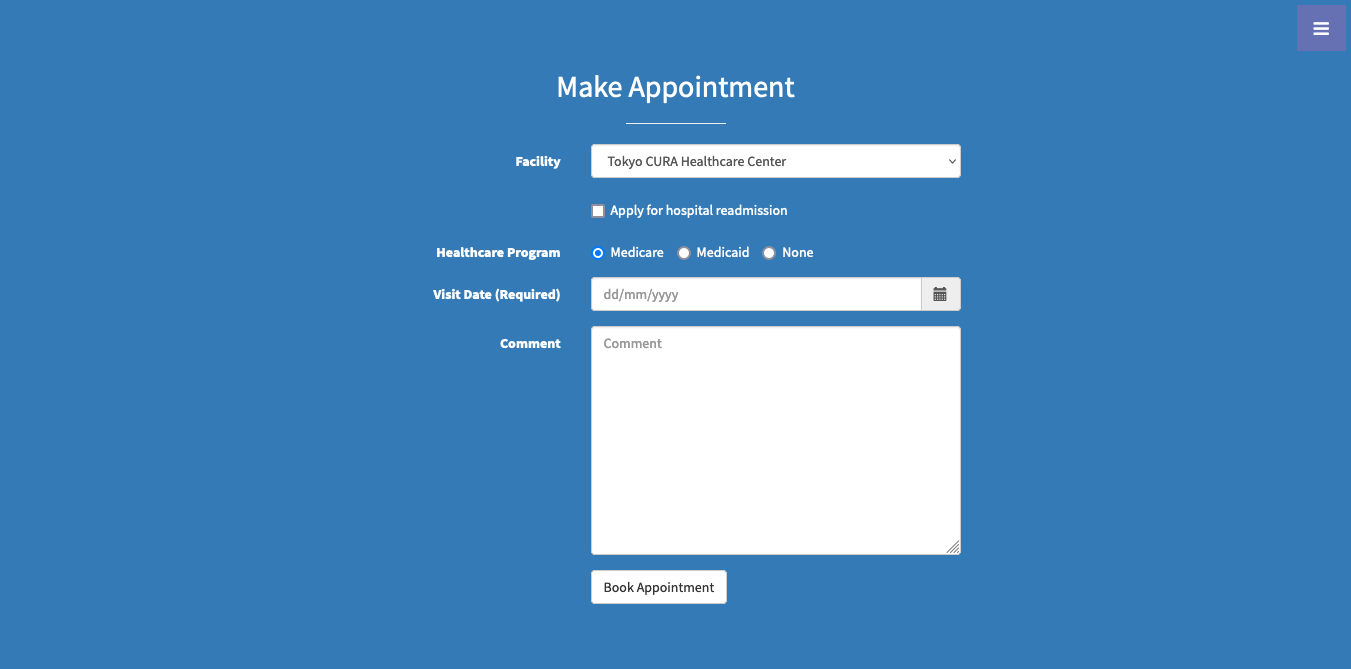 Make Appointment
Facility
Tokyo CURA Healthcare Center
Apply for hospital readmission
Healthcare Program
Medicare Medicaid None
Visit Date (Required)
dd/mm/yyyy
Comment
Comment
Book Appointment